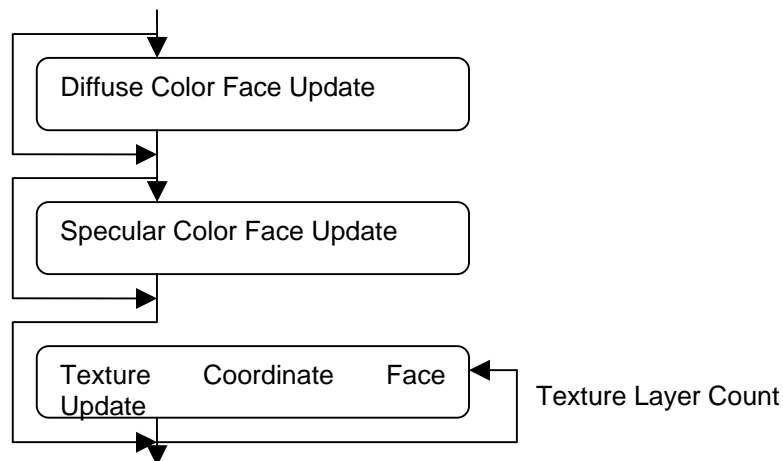 Diffuse Color Face Update
Specular Color Face Update
Texture Coordinate Face
Update
Texture Layer Count